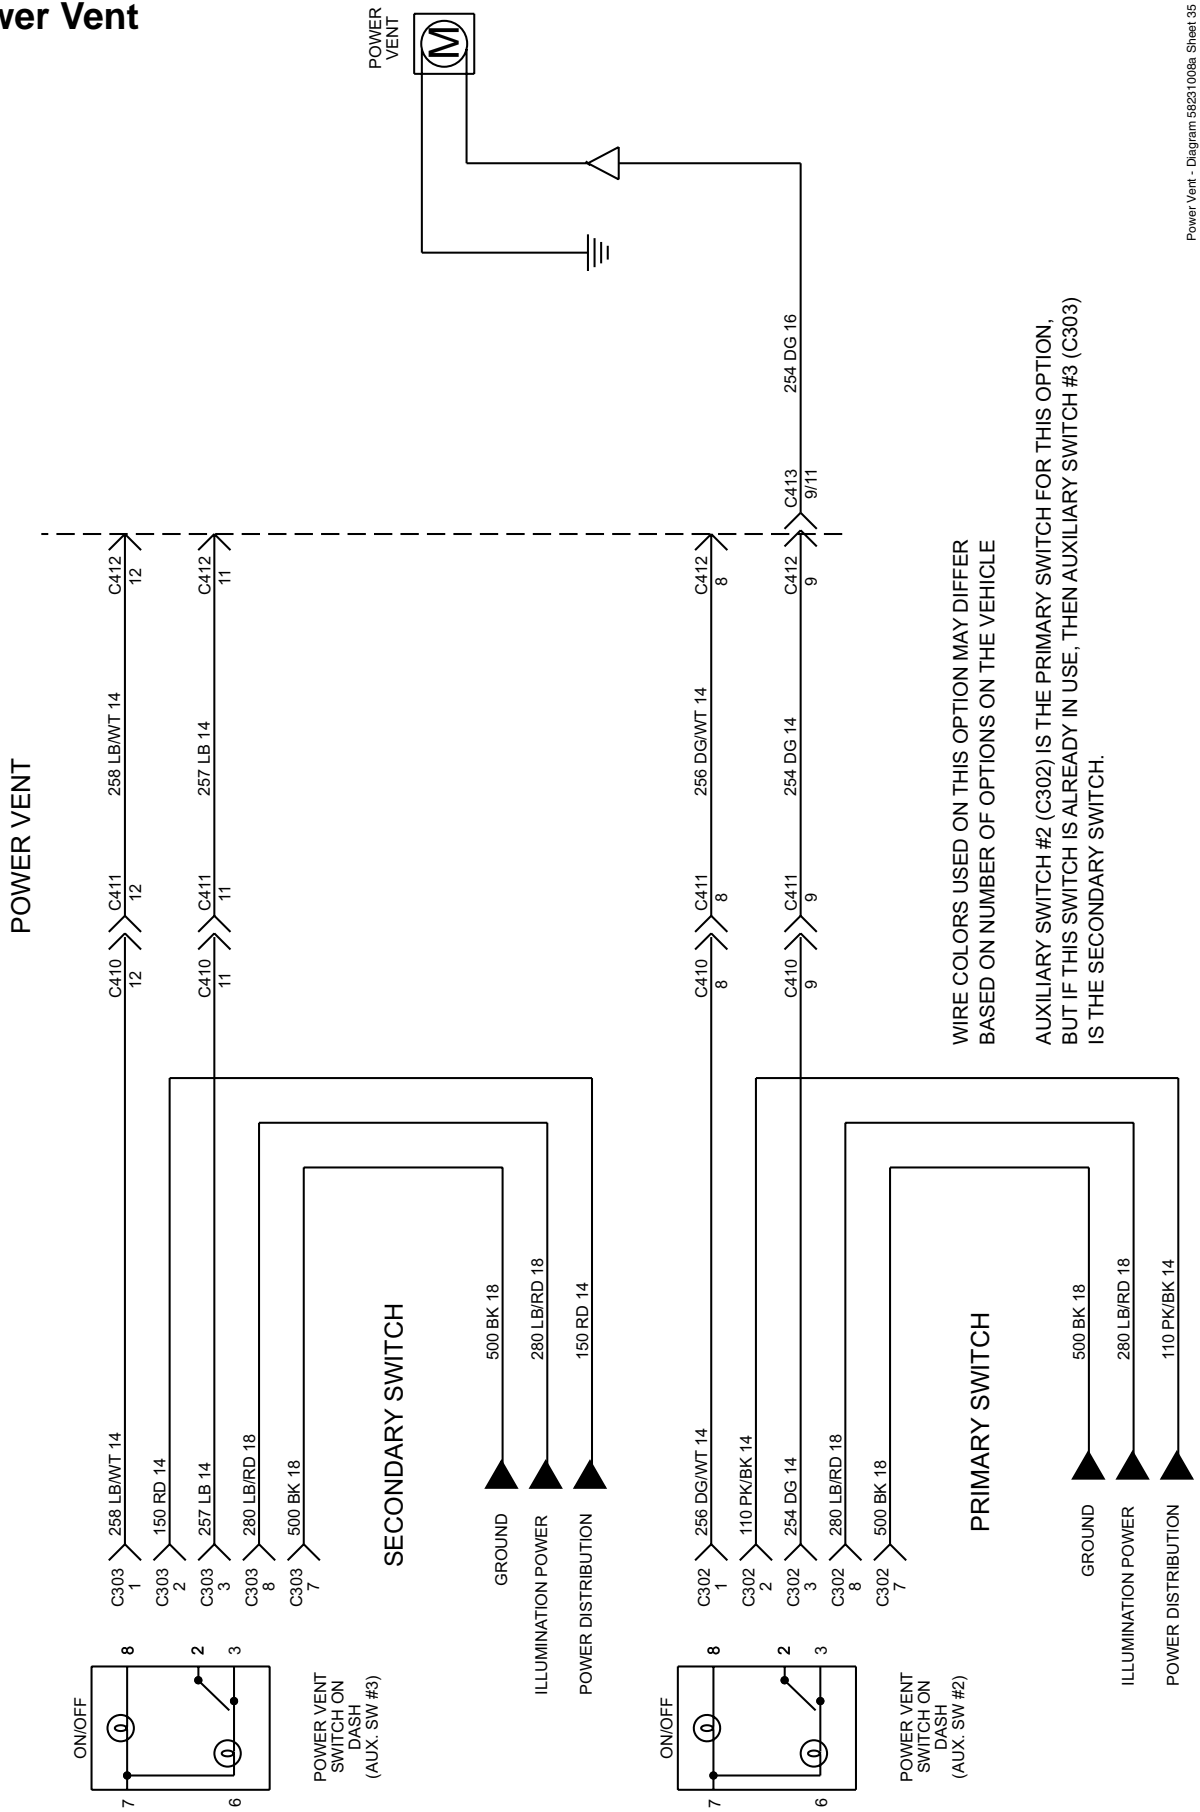 wer Vent
POWER VENT
ON/OFF
7
6
8
2
3
POWER VENT
SWITCH ON
DASH
(AUX. SW #3)
C303
1
258 LB/WT 14
C410
12
C411
12
258 LB/WT 14
C412
12
C303
2
150 RD 14
C303
3
257 LB 14
C410
11
C411
11
257 LB 14
C412
11
C303
8
280 LB/RD 18
C303
7
500 BK 18
SECONDARY SWITCH
GROUND
500 BK 18
ILLUMINATION POWER
280 LB/RD 18
POWER DISTRIBUTION
150 RD 14
POWER
VENT
M
ON/OFF
7
6
8
2
3
POWER VENT
SWITCH ON
DASH
(AUX. SW #2)
C302
1
256 DG/WT 14
C410
8
C411
8
256 DG/WT 14
C412
8
C302
2
110 PK/BK 14
C302
3
254 DG 14
C410
9
C411
9
254 DG 14
C412
9
C413
9/11
254 DG 16
C302
8
280 LB/RD 18
C302
7
500 BK 18
PRIMARY SWITCH
GROUND
500 BK 18
ILLUMINATION POWER
280 LB/RD 18
POWER DISTRIBUTION
110 PK/BK 14
WIRE COLORS USED ON THIS OPTION MAY DIFFER
BASED ON NUMBER OF OPTIONS ON THE VEHICLE
AUXILIARY SWITCH #2 (C302) IS THE PRIMARY SWITCH FOR THIS OPTION,
BUT IF THIS SWITCH IS ALREADY IN USE, THEN AUXILIARY SWITCH #3 (C303)
IS THE SECONDARY SWITCH.
Power Vent - Diagram 58231008a Sheet 35